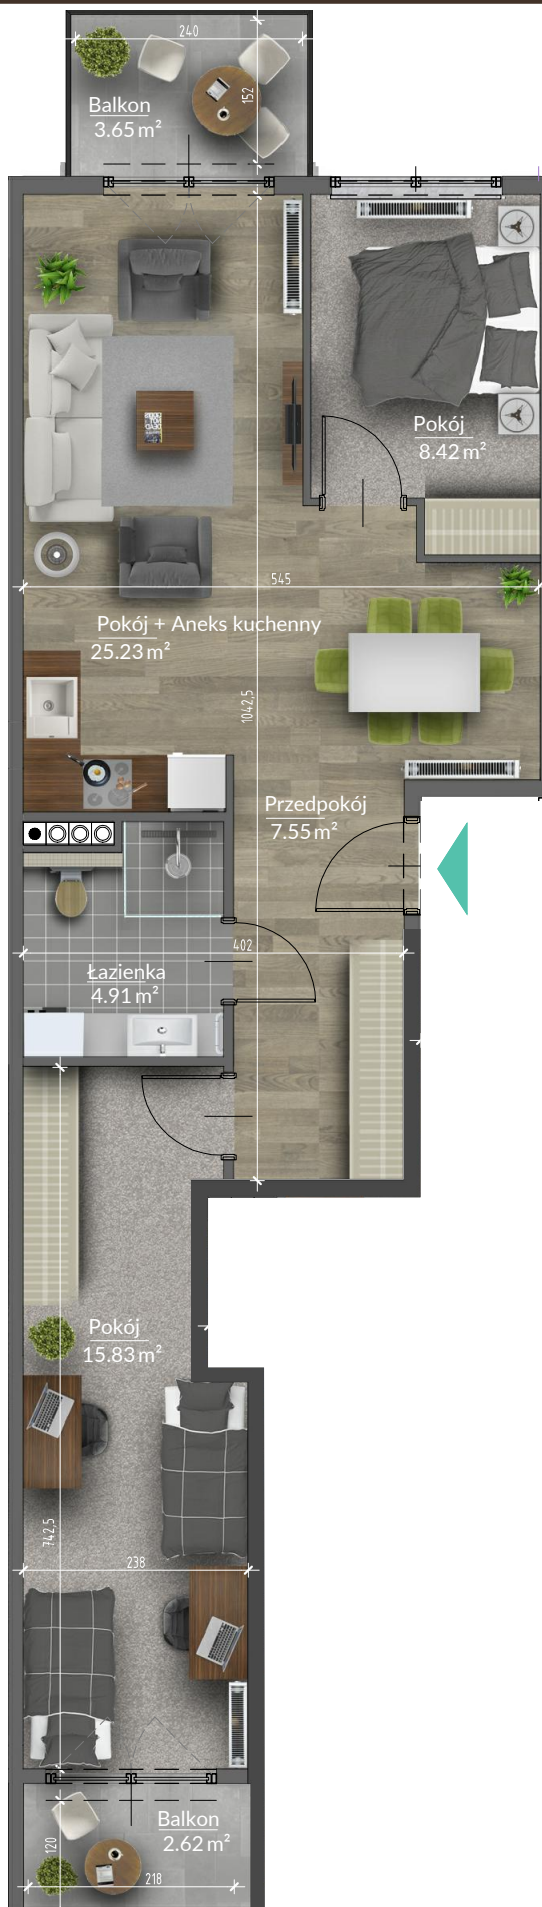 240
152
Balkon
3.65 m²
Pokój
8.42 m²
545
Pokój + Aneks kuchenny
25.23 m²
1042,5
Przedpokój
7.55 m²
402
Łazienka
4.91 m²
Pokój
15.83 m²
742,5
238
Balkon
2.62 m²
120
218